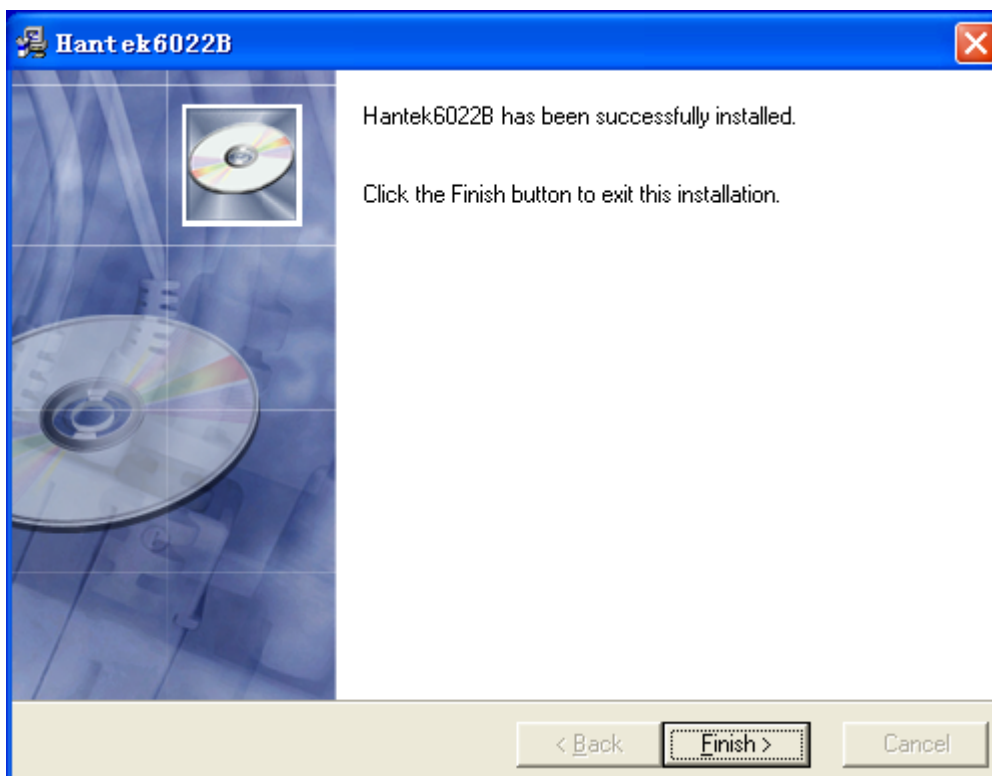 Hantek6022B
Hantek6022B has been successfully installed.
Click the Finish button to exit this installation.
< Back
Finish >
Cancel